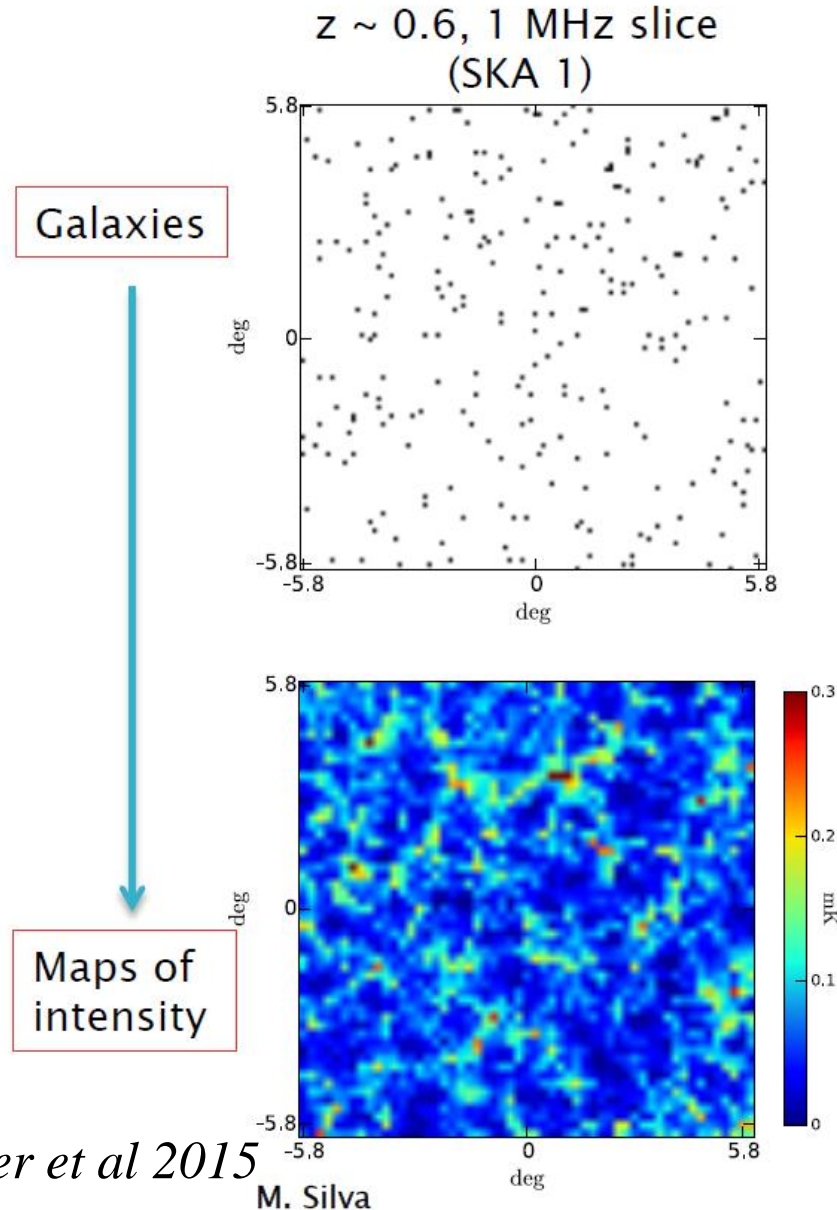 z ~ 0.6, 1 MHz slice
(SKA 1)
Galaxies
5.8
0
-5.8
deg
-5.8 0 5.8
deg
Maps of
intensity
5.8
0
-5.8
deg
-5.8 0 5.8
deg
0.3
0.2
0.1
0
mK
et al 2015
M. Silva